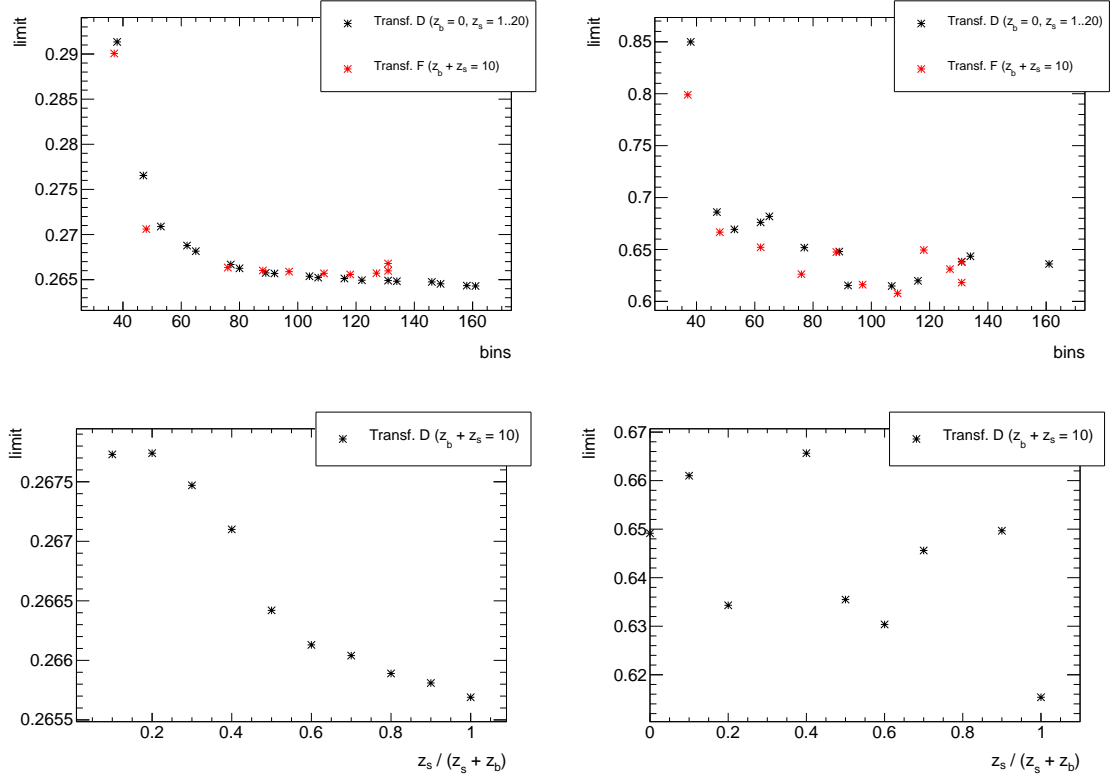 limit
Transf. D (z_b = 0, z_s = 1..20)
Transf. F (z_b + z_s = 10)
0.29
0.285
0.28
0.275
0.27
0.265
40 60 80 100 120 140 160
bins
limit
Transf. D (z_b = 0, z_s = 1..20)
Transf. F (z_b + z_s = 10)
0.85
0.8
0.75
0.7
0.65
0.6
40 60 80 100 120 140 160
bins
limit
Transf. D (z_b + z_s = 10)
0.2675
0.267
0.2665
0.266
0.2655
0.2 0.4 0.6 0.8 1
z_s / (z_s + z_b)
limit
Transf. D (z_b + z_s = 10)
0.67
0.66
0.65
0.64
0.63
0.62
0 0.2 0.4 0.6 0.8 1
z_s / (z_s + z_b)